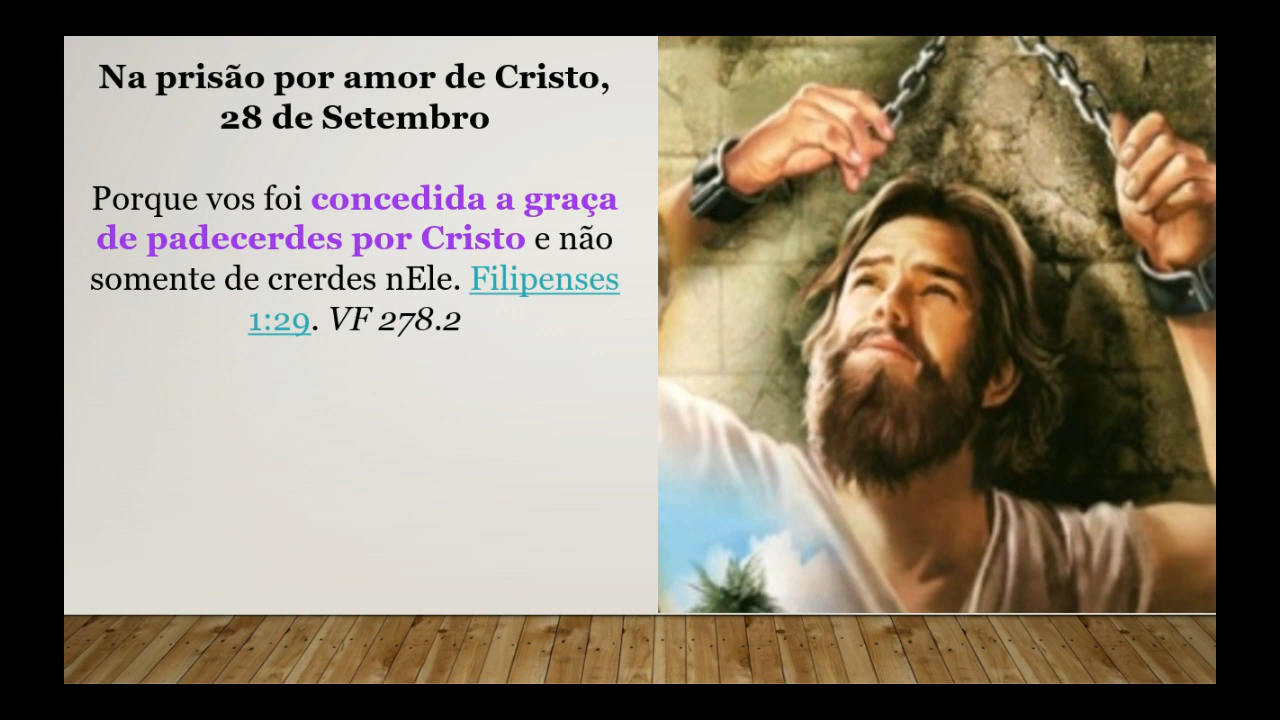 Na prisão por amor de Cristo,
28 de Setembro
Porque vos foi concedida a graça
de padecerdes por Cristo e não
somente de crerdes nEle. Filipenses
1:29. VF 278.2